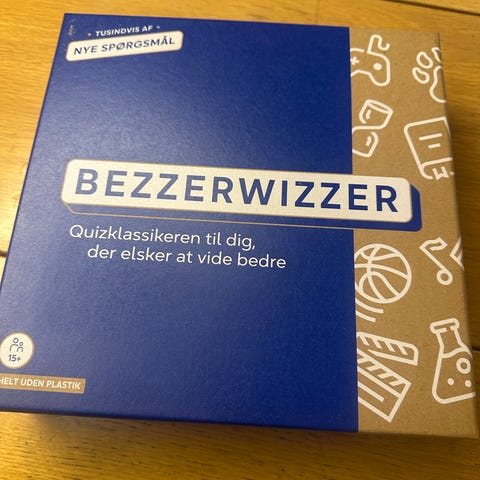 TUSINDVIS AF
NYE SPØRGSMÅL
BEZZERWIZZER
Quizklassikeren til dig,
der elsker at vide bedre
15+
HELT UDEN PLASTIK